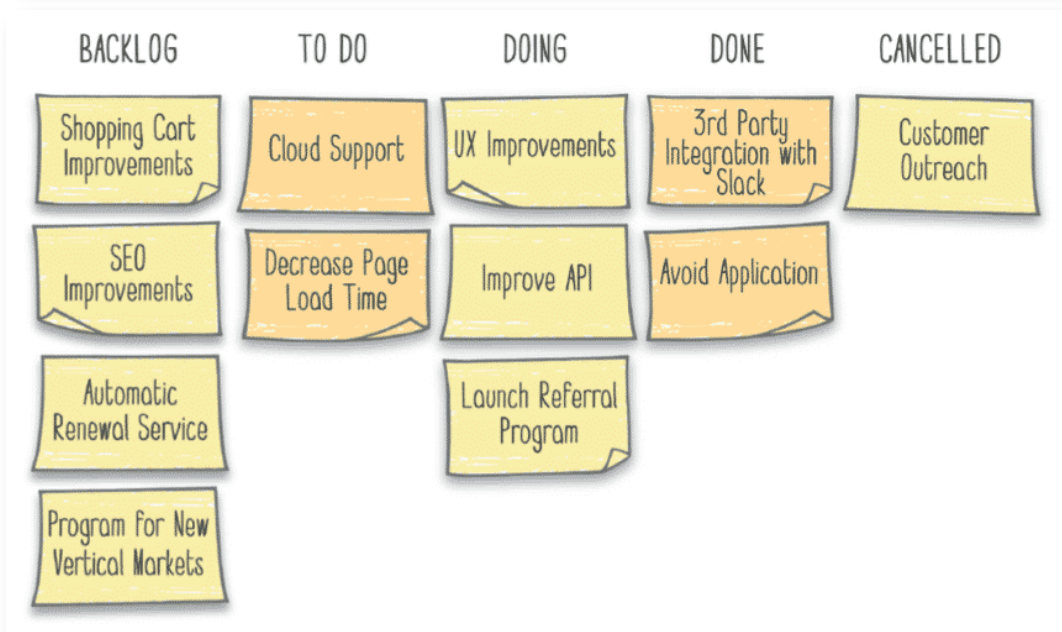 BACKLOG
TO DO
DOING
DONE
CANCELLED
Shopping Cart
Improvements
Cloud Support
UX Improvements
3rd Party
Integration with
Slack
Customer
Outreach
SEO
Improvements
Decrease Page
Load Time
Improve API
Avoid Application
Automatic
Renewal Service
Launch Referral
Program
Program for New
Vertical Markets